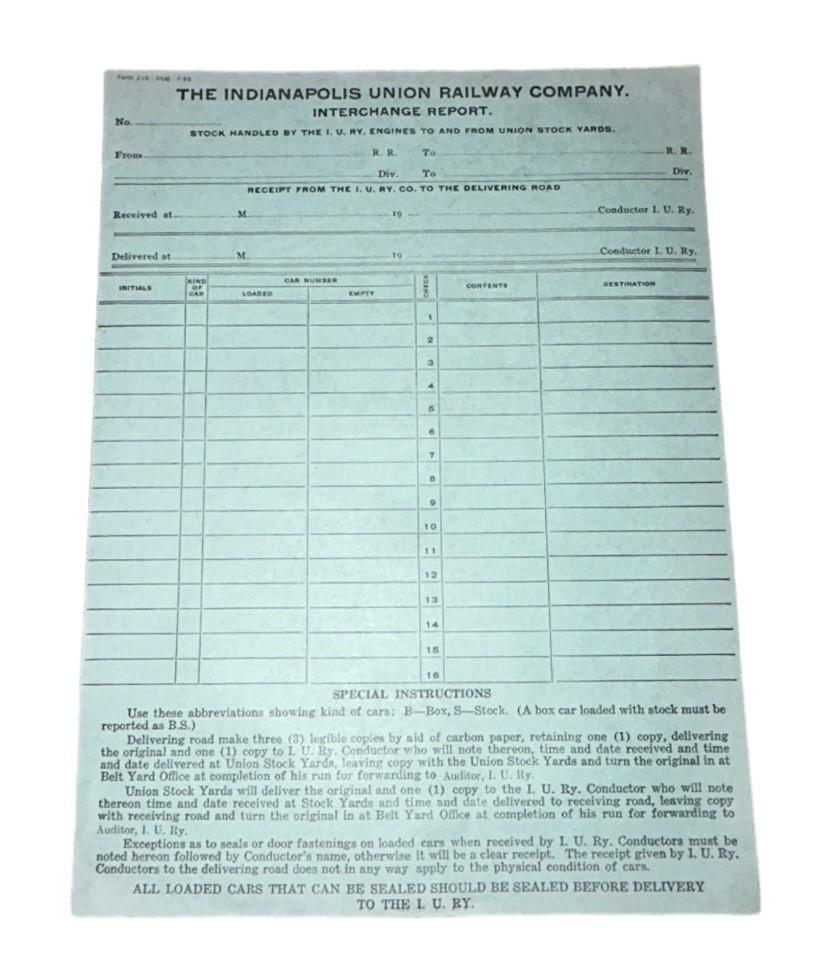 THE INDIANAPOLIS UNION RAILWAY COMPANY.
INTERCHANGE REPORT.
No.
STOCK HANDLED BY THE I. U. RY. ENGINES TO AND FROM UNION STOCK YARDS.
From R. R. To R. R.
Div. To Div.
RECEIPT FROM THE I. U. RY. CO. TO THE DELIVERING ROAD
Received at M. 19 Conductor I. U. Ry.
Delivered at M. 19 Conductor I. U. Ry.
INITIALS KIND OF CAR CAR NUMBER CHECK CONTENTS DESTINATION
LOADED EMPTY
1
2
3
4
5
6
7
8
9
10
11
12
13
14
15
16
SPECIAL INSTRUCTIONS
Use these abbreviations showing kind of cars: B—Box, S—Stock. (A box car loaded with stock must be
reported as B.S.)
Delivering road make three (3) legible copies by aid of carbon paper, retaining one (1) copy, delivering
the original and one (1) copy to I. U. Ry. Conductor who will note thereon, time and date received and time
and date delivered at Union Stock Yards, leaving copy with the Union Stock Yards and turn the original in at
Belt Yard Office at completion of his run for forwarding to Auditor, I. U. Ry.
Union Stock Yards will deliver the original and one (1) copy to the I. U. Ry. Conductor who will note
thereon time and date received at Stock Yards and time and date delivered to receiving road, leaving copy
with receiving road and turn the original in at Belt Yard Office at completion of his run for forwarding to
Auditor, I. U. Ry.
Exceptions as to seals or door fastenings on loaded cars when received by I. U. Ry. Conductors must be
noted hereon followed by Conductor's name, otherwise it will be a clear receipt. The receipt given by I. U. Ry.
Conductors to the delivering road does not in any way apply to the physical condition of cars.
ALL LOADED CARS THAT CAN BE SEALED SHOULD BE SEALED BEFORE DELIVERY
TO THE I. U. RY.